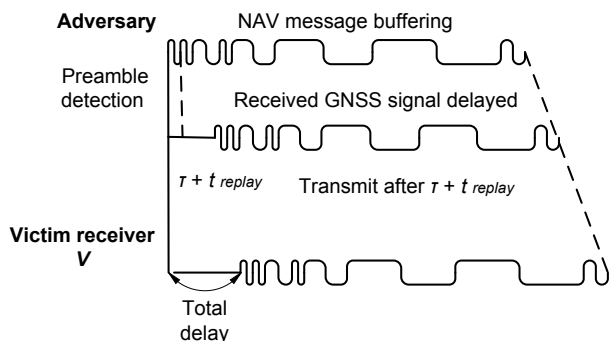 Adversary
NAV message buffering
Preamble
detection
Received GNSS signal delayed
τ + t replay
Transmit after τ + t replay
Victim receiver
V
Total
delay